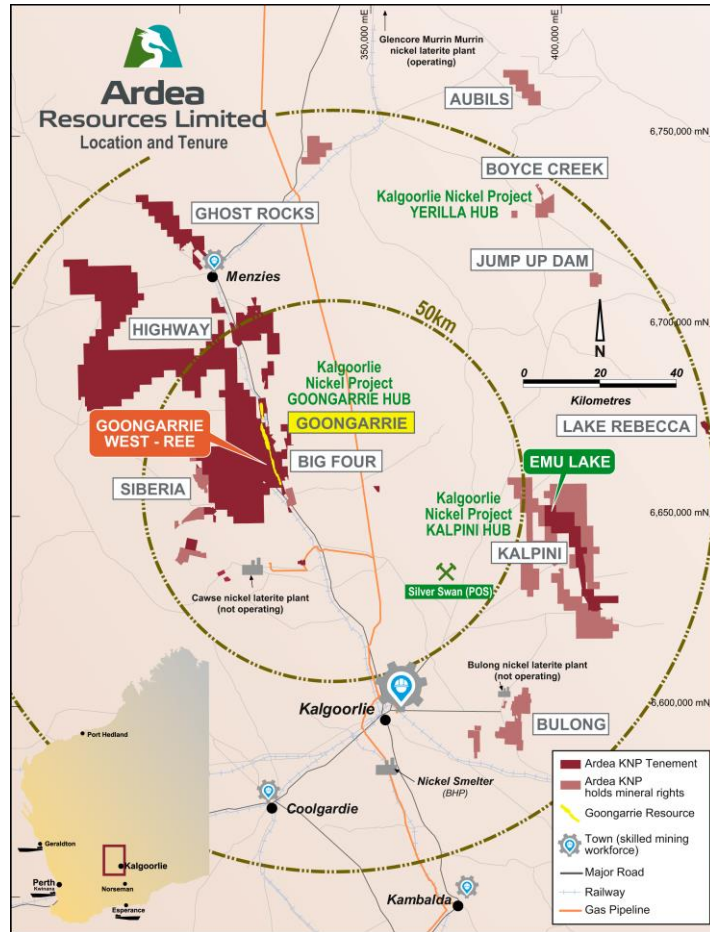 Ardea
Resources Limited
Location and Tenure
350,000 mE
400,000 mE
Glencore Murrin Murrin
nickel laterite plant
(operating)
AUBILS
6,750,000 mN
BOYCE CREEK
Kalgoorlie Nickel Project
YERILLA HUB
GHOST ROCKS
JUMP UP DAM
Menzies
HIGHWAY
50km
6,700,000 mN
N
0 20 40
Kilometres
Kalgoorlie
Nickel Project
GOONGARRIE HUB
GOONGARRIE
WEST - REE
GOONGARRIE
LAKE REBECCA
BIG FOUR
EMU LAKE
SIBERIA
Kalgoorlie
Nickel Project
KALPINI HUB
6,650,000 mN
KALPINI
Cawse nickel laterite plant
(not operating)
Silver Swan (POS)
Bulong nickel laterite plant
(not operating)
Kalgoorlie
6,600,000 mN
BULONG
Nickel Smelter
(BHP)
Coolgardie
Kambalda
Port Hedland
Geraldton
Kalgoorlie
Perth
Kwinana
Norseman
Esperance
Ardea KNP Tenement
Ardea KNP
holds mineral rights
Goongarrie Resource
Town (skilled mining
workforce)
Major Road
Railway
Gas Pipeline